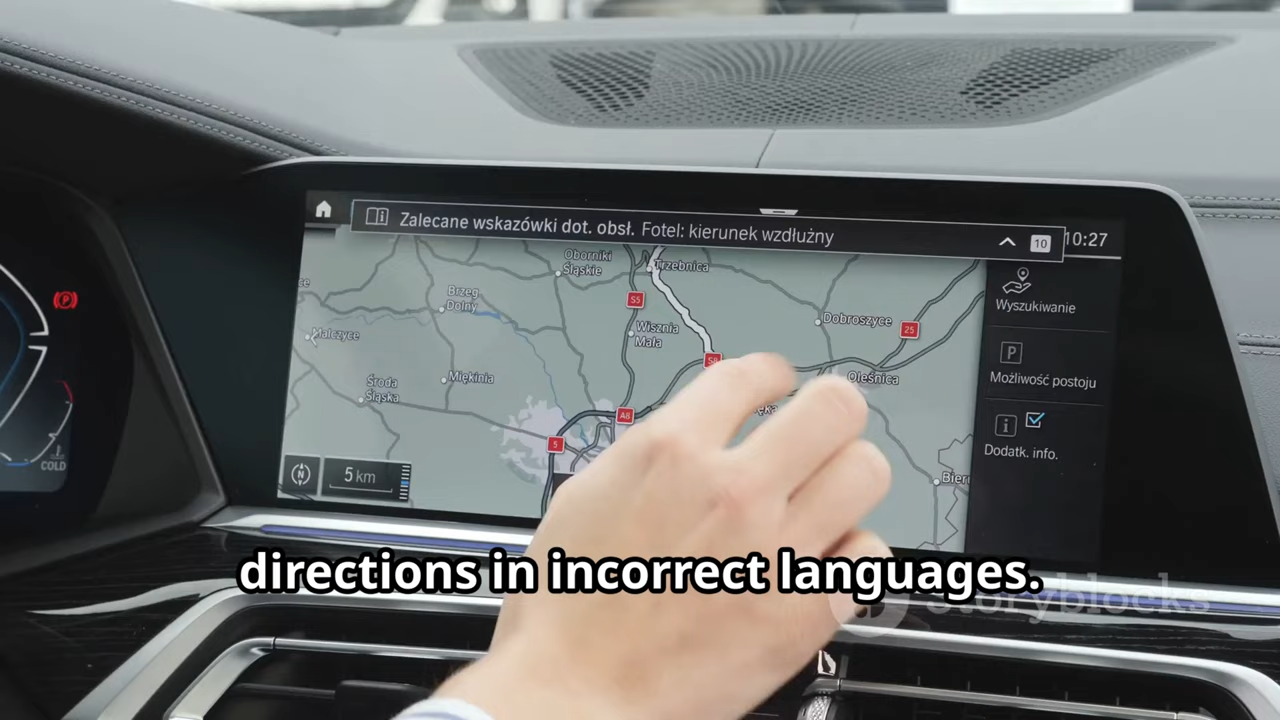 Zalecane wskazówki dot. obsł. Fotel: kierunek wzdłużny
10
10:27
Oborniki
Śląskie
Trzebnica
Wyszukiwanie
Brzeg
Dolny
S5
Wisznia
Mała
Dobroszyce
25
Malczyce
S8
P
Możliwość postoju
Środa
Śląska
Miękinia
Oleśnica
A8
5
Dodatk. info.
N
5 km
COLD
directions in incorrect languages.
Storyblocks